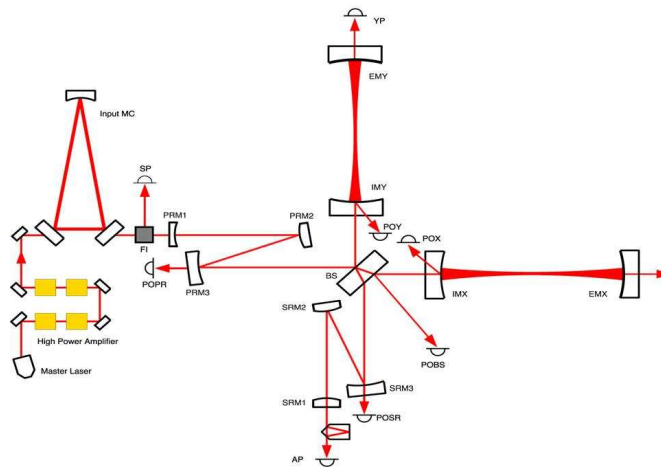 YP
EMY
Input MC
SP
IMY
PRM1
PRM2
POY
POX
FI
BS
POPR
PRM3
IMX
EMX
SRM2
High Power Amplifier
POBS
Master Laser
SRM1
SRM3
POSR
AP